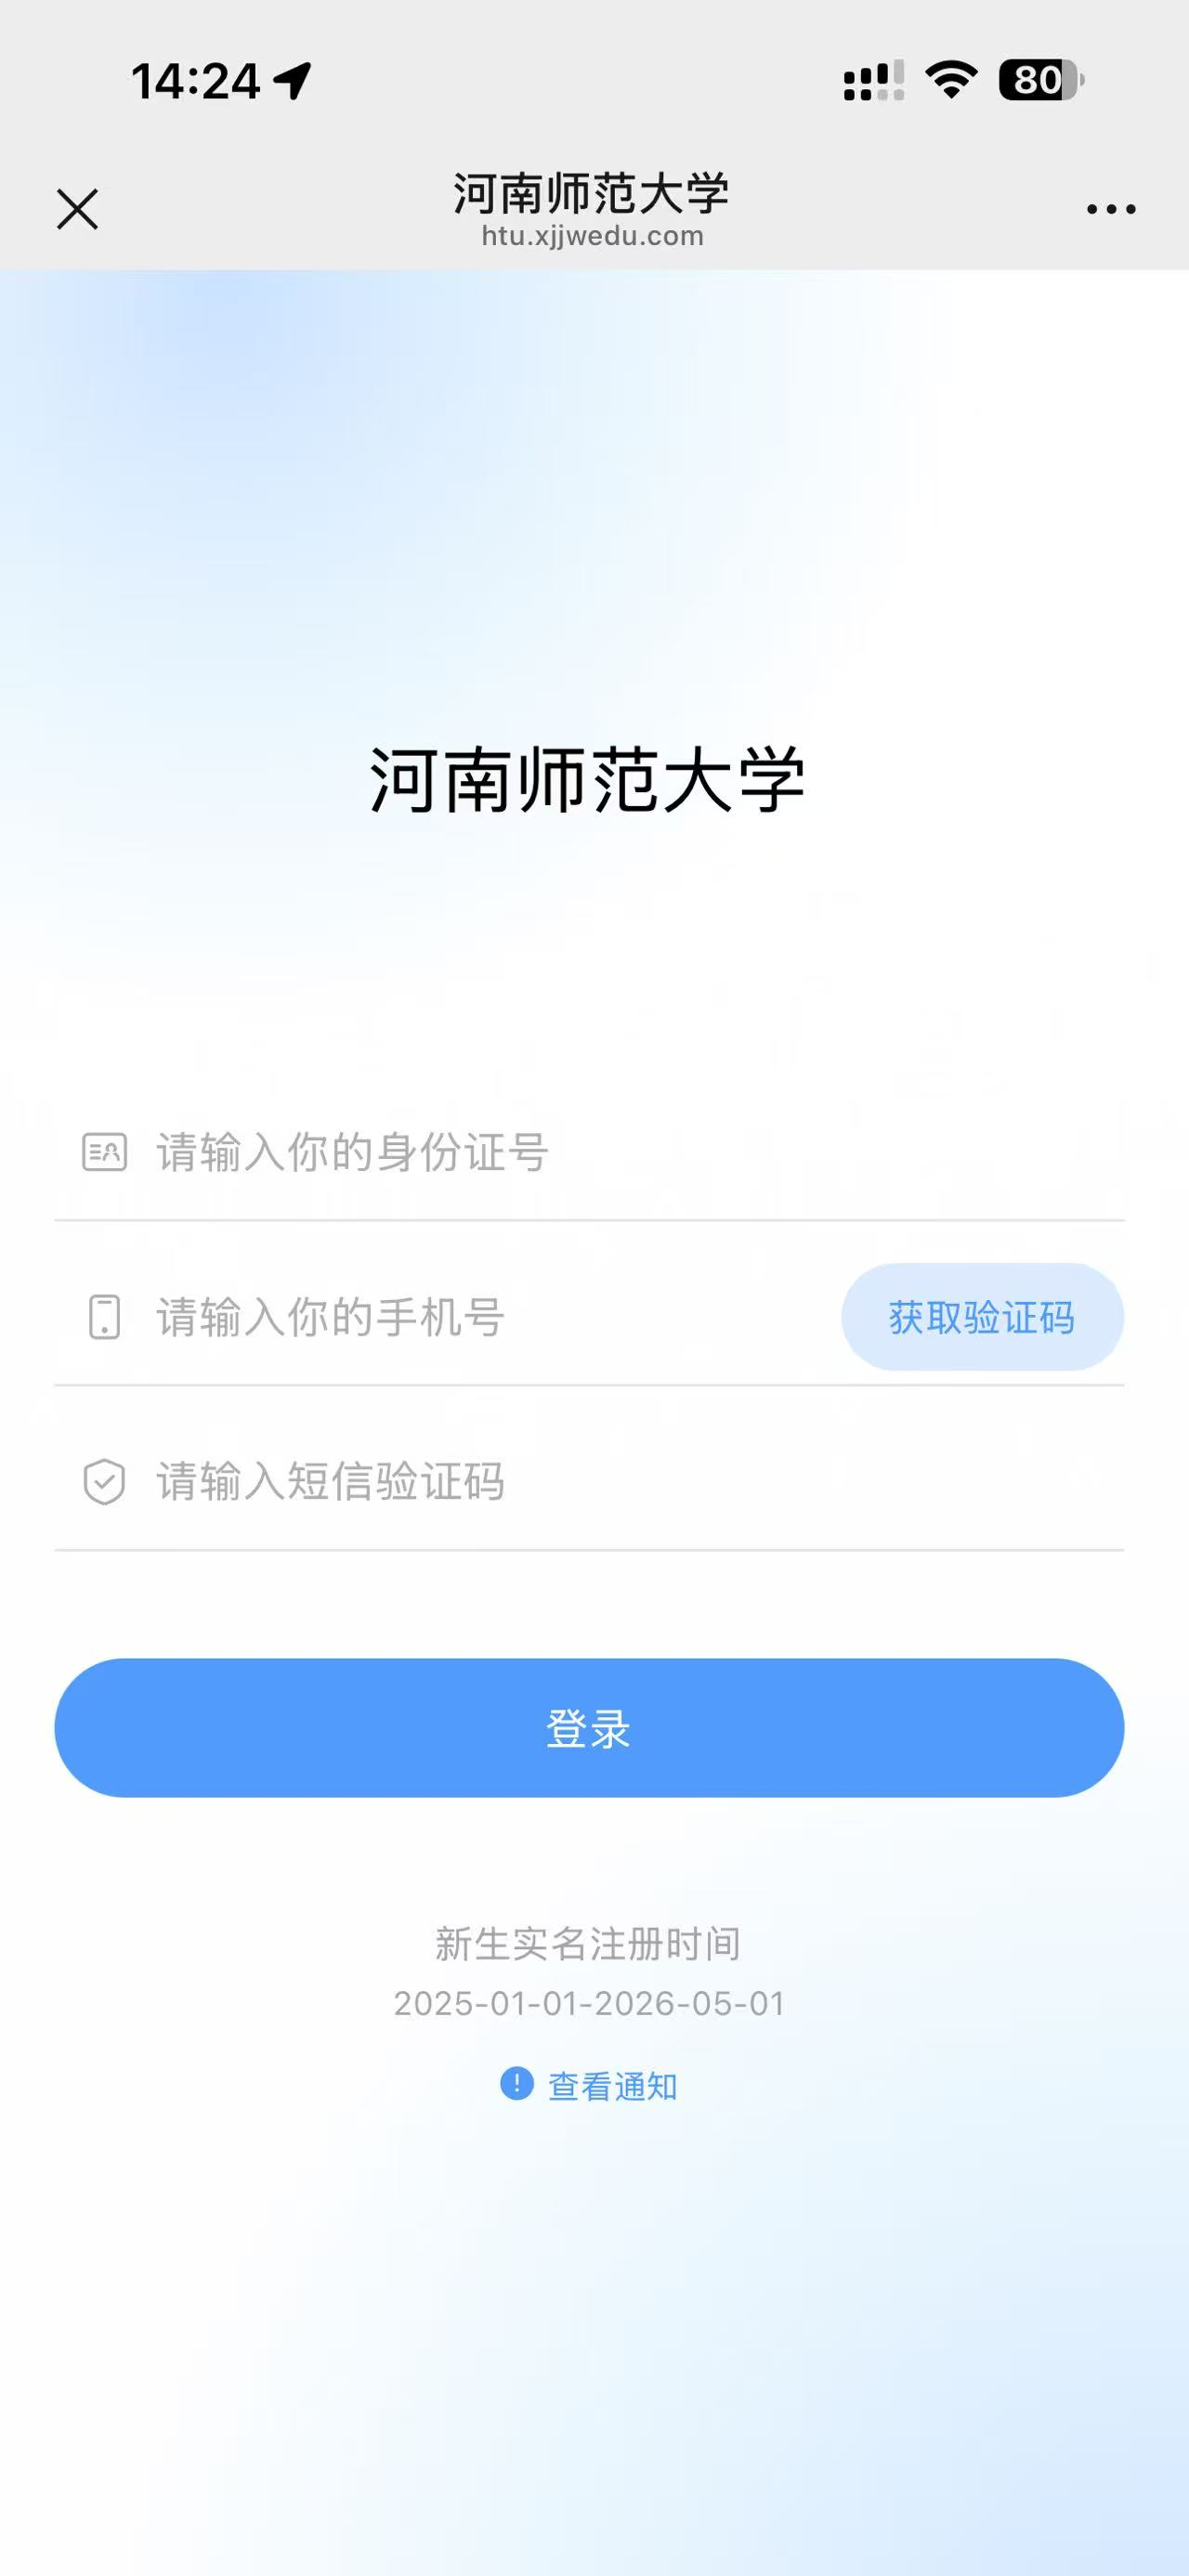 14:24
80
河南师范大学
htu.xjjwedu.com
河南师范大学
请输入你的身份证号
请输入你的手机号
获取验证码
请输入短信验证码
登录
新生实名注册时间
2025-01-01-2026-05-01
查看通知